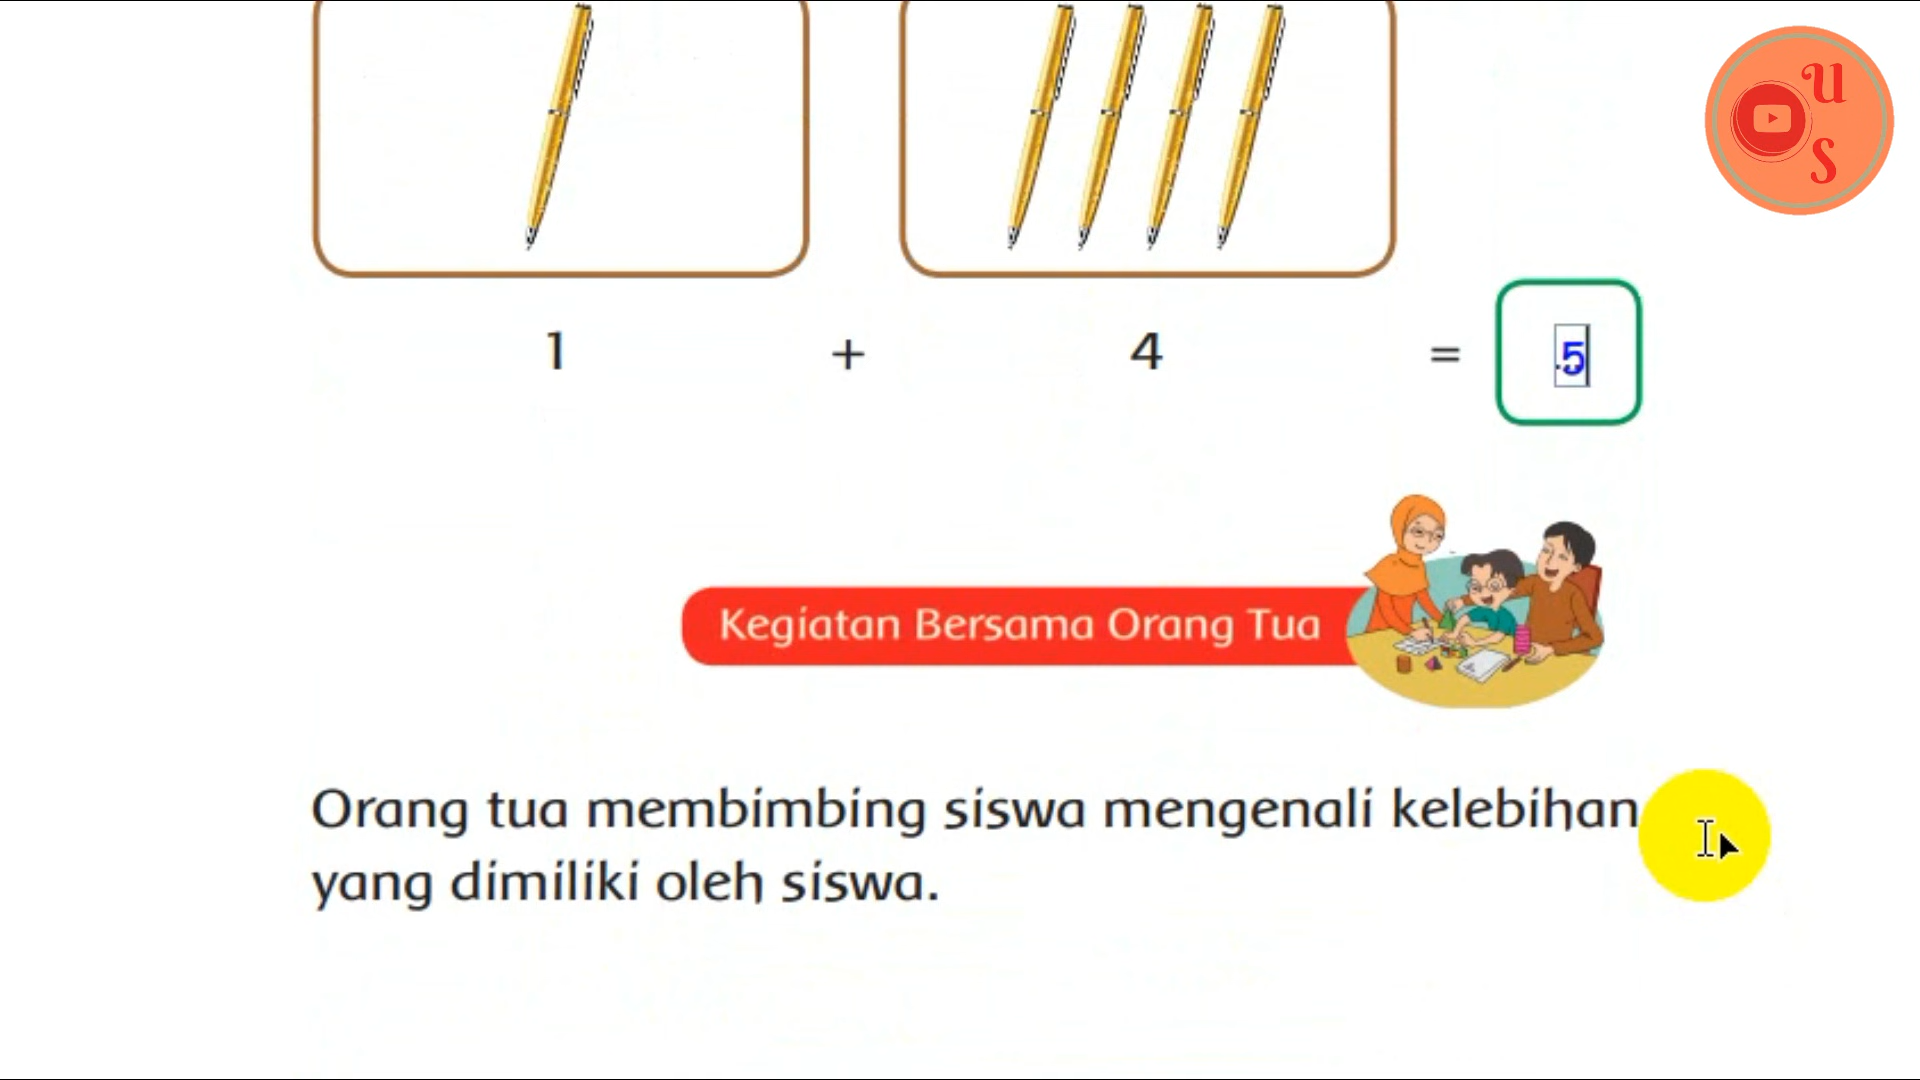 U
S
1 + 4 = 5
Kegiatan Bersama Orang Tua
Orang tua membimbing siswa mengenali kelebihan
yang dimiliki oleh siswa.